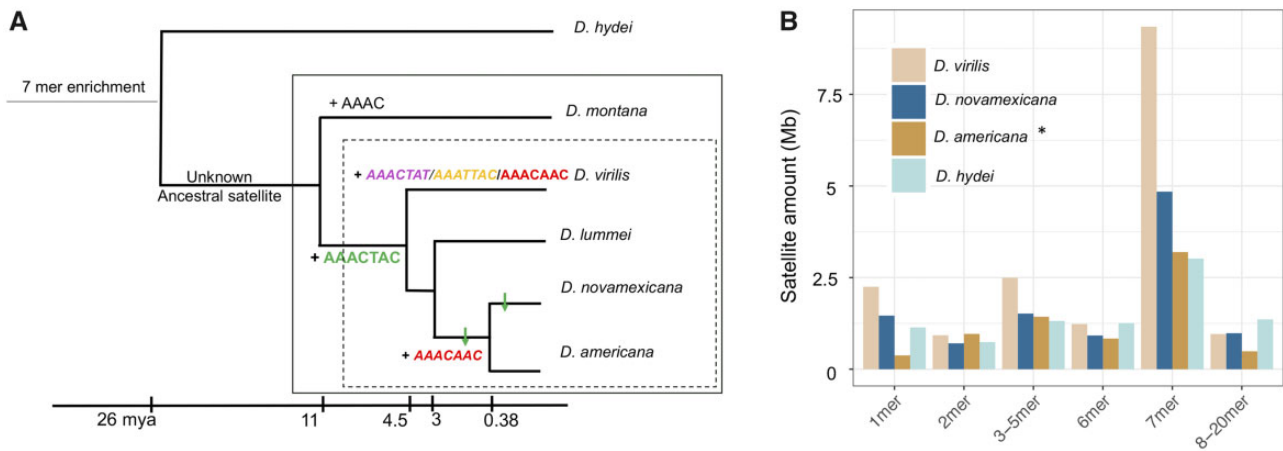 A
D. hydei
7 mer enrichment
+ AAAC
D. montana
Unknown
Ancestral satellite
+ AAACTAT/AAATTAC/AAACAAC
D. virilis
D. lummei
+ AAACTAC
D. novamexicana
+ AAACAAC
D. americana
26 mya
11
4.5
3
0.38
B
Satellite amount (Mb)
7.5
5
2.5
0
D. virilis
D. novamexicana
D. americana *
D. hydei
1mer
2mer
3–5mer
6mer
7mer
8–20mer